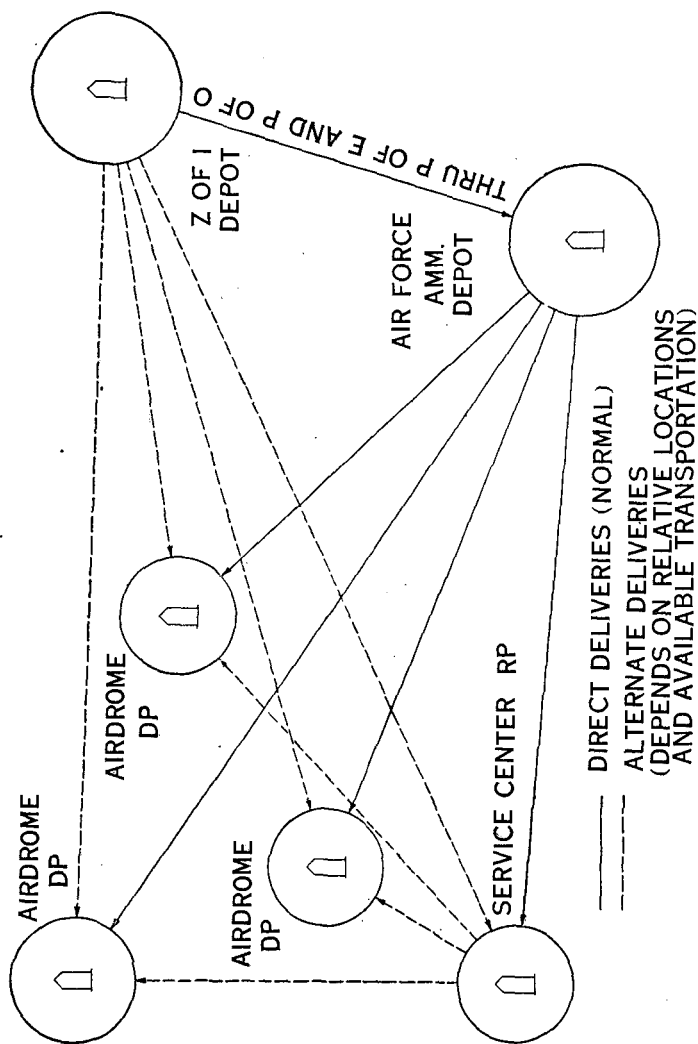 AIRDROME
DP
AIRDROME
DP
AIRDROME
DP
SERVICE CENTER RP
Z OF I
DEPOT
THRU P OF E AND P OF O
AIR FORCE
AMM.
DEPOT
DIRECT DELIVERIES (NORMAL)
ALTERNATE DELIVERIES
(DEPENDS ON RELATIVE LOCATIONS
AND AVAILABLE TRANSPORTATION)